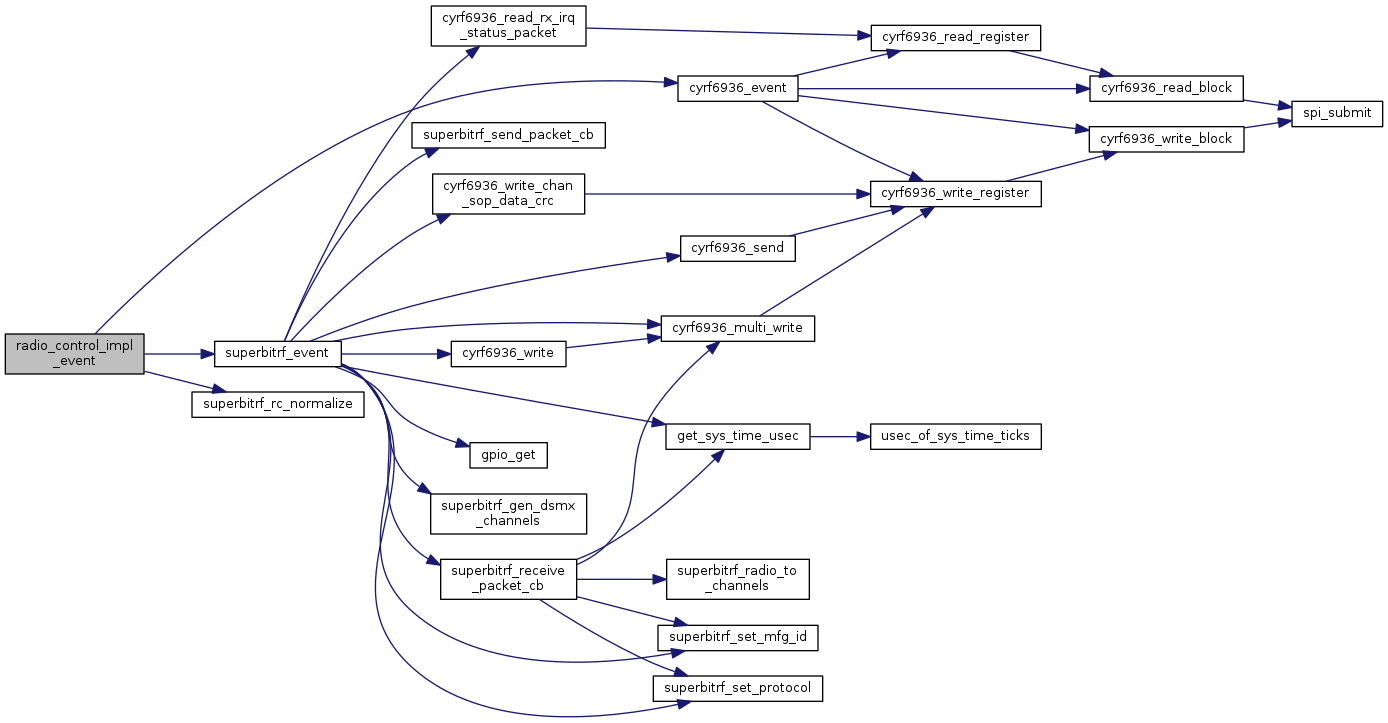 cyrf6936_read_rx_irq
_status_packet
cyrf6936_read_register
cyrf6936_event
cyrf6936_read_block
spi_submit
superbitrf_send_packet_cb
cyrf6936_write_block
cyrf6936_write_chan
_sop_data_crc
cyrf6936_write_register
cyrf6936_send
cyrf6936_multi_write
radio_control_impl
_event
superbitrf_event
cyrf6936_write
superbitrf_rc_normalize
get_sys_time_usec
usec_of_sys_time_ticks
gpio_get
superbitrf_gen_dsmx
_channels
superbitrf_receive
_packet_cb
superbitrf_radio_to
_channels
superbitrf_set_mfg_id
superbitrf_set_protocol